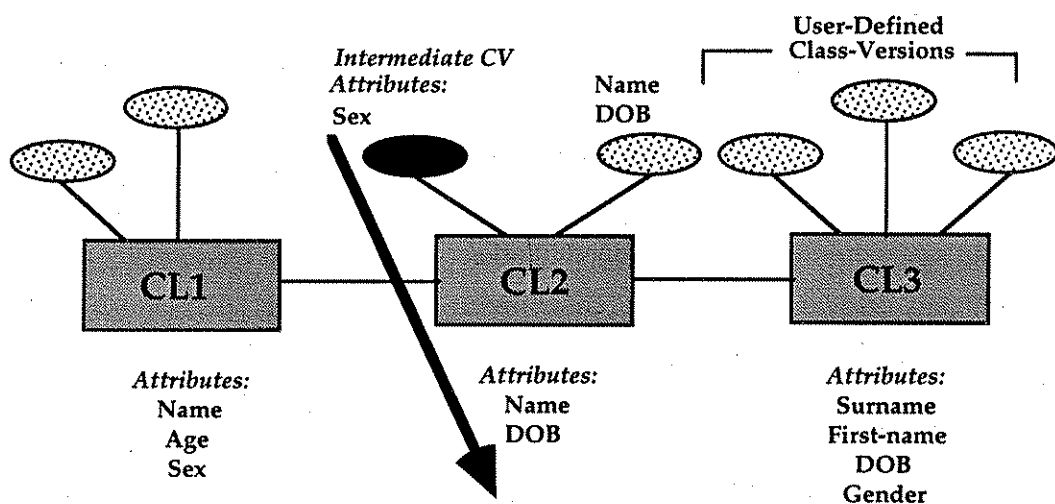 User-Defined
Class-Versions
Intermediate CV
Attributes:
Sex
Name
DOB
CL1
CL2
CL3
Attributes:
Name
Age
Sex
Attributes:
Name
DOB
Attributes:
Surname
First-name
DOB
Gender